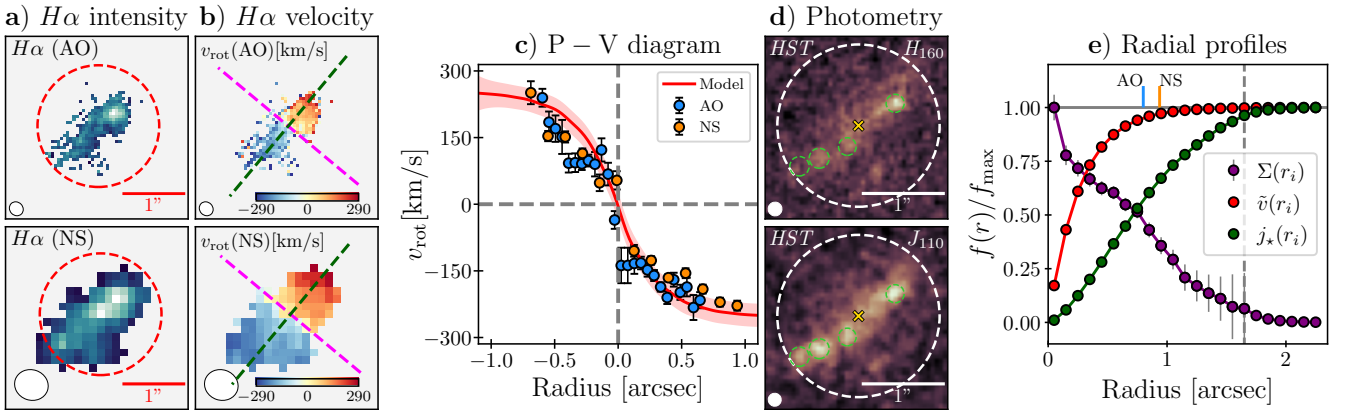 a) Hα intensity
Hα (AO)
1”
Hα (NS)
1”
b) Hα velocity
v_rot(AO)[km/s]
−290 0 290
v_rot(NS)[km/s]
−290 0 290
c) P − V diagram
300
150
0
−150
−300
v_rot[km/s]
Model
AO
NS
−1.0 −0.5 0.0 0.5 1.0
Radius [arcsec]
d) Photometry
HST H_160
1”
HST J_110
1”
e) Radial profiles
AO NS
1.00
0.75
0.50
0.25
0.00
f(r)/f_max
Σ(r_i)
ṽ(r_i)
j_⋆(r_i)
0 1 2
Radius [arcsec]